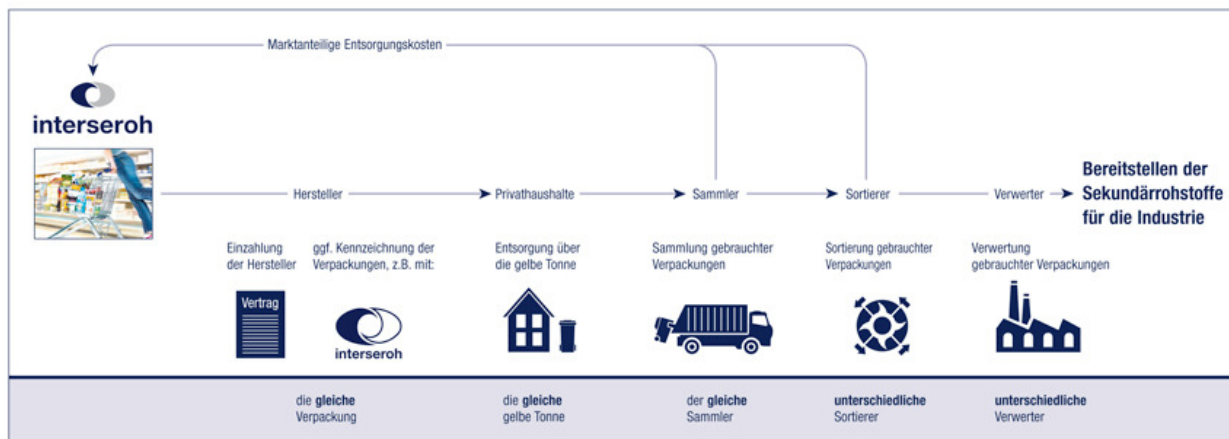 Marktanteilige Entsorgungskosten
interseroh
Hersteller
Privathaushalte
Sammler
Sortierer
Verwerter
Bereitstellen der
Sekundärrohstoffe
für die Industrie
Einzahlung
der Hersteller
Vertrag
ggf. Kennzeichnung der
Verpackungen, z.B. mit:
interseroh
Entsorgung über
die gelbe Tonne
Sammlung gebrauchter
Verpackungen
Sortierung gebrauchter
Verpackungen
Verwertung
gebrauchter Verpackungen
die gleiche
Verpackung
die gleiche
gelbe Tonne
der gleiche
Sammler
unterschiedliche
Sortierer
unterschiedliche
Verwerter